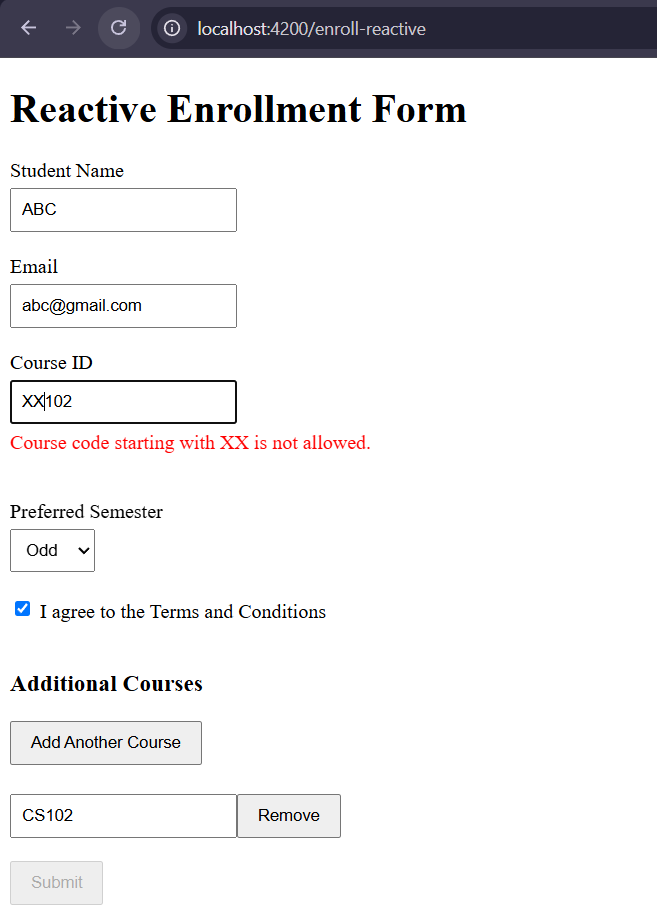 localhost:4200/enroll-reactive
Reactive Enrollment Form
Student Name
ABC
Email
abc@gmail.com
Course ID
XX102
Course code starting with XX is not allowed.
Preferred Semester
Odd
I agree to the Terms and Conditions
Additional Courses
Add Another Course
CS102 Remove
Submit